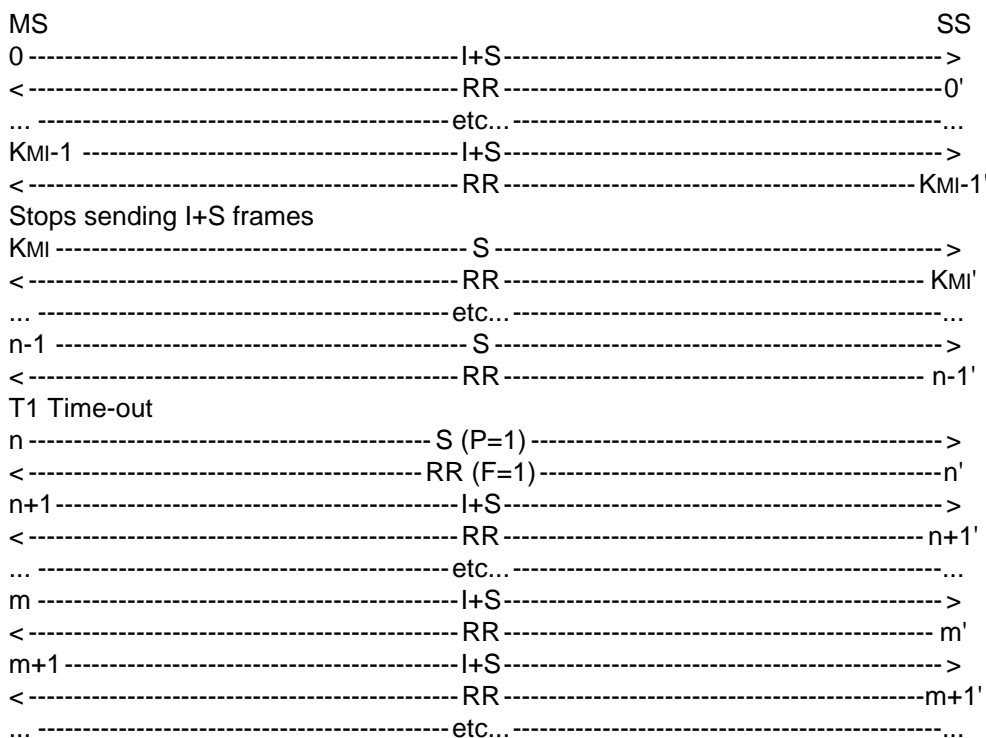 MS SS
0 ------------------------------------------------I+S------------------------------------------------- >
< ------------------------------------------------ RR -------------------------------------------------0'
... ----------------------------------------------etc...------------------------------------------------...
KMI-1 ------------------------------------------I+S------------------------------------------------- >
< ------------------------------------------------ RR ---------------------------------------------- KMI-1'
Stops sending I+S frames
KMI ---------------------------------------------- S -------------------------------------------------- >
< ------------------------------------------------ RR ----------------------------------------------- KMI'
... ----------------------------------------------etc...------------------------------------------------...
n-1 ---------------------------------------------- S -------------------------------------------------- >
< ------------------------------------------------ RR ----------------------------------------------- n-1'
T1 Time-out
n --------------------------------------------- S (P=1) ---------------------------------------------- >
< --------------------------------------------RR (F=1)---------------------------------------------n'
n+1---------------------------------------------I+S------------------------------------------------- >
< ------------------------------------------------ RR ----------------------------------------------- n+1'
... ----------------------------------------------etc...------------------------------------------------...
m -----------------------------------------------I+S------------------------------------------------- >
< ------------------------------------------------ RR ------------------------------------------------ m'
m+1 --------------------------------------------I+S------------------------------------------------- >
< ------------------------------------------------ RR -----------------------------------------------m+1'
... ----------------------------------------------etc...------------------------------------------------...